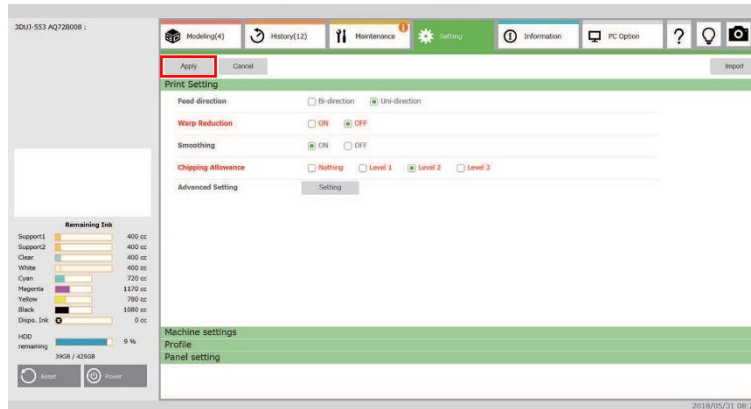 3DUJ-553 AQ72B008 :
Modeling(4)
History(12)
Maintenance
Setting
Information
PC Option
?
Apply
Cancel
Import
Print Setting
Feed direction
Bi-direction
Uni-direction
Warp Reduction
ON
OFF
Smoothing
ON
OFF
Chipping Allowance
Nothing
Level 1
Level 2
Level 3
Advanced Setting
Setting
Remaining Ink
Support1 400 cc
Support2 400 cc
Clear 400 cc
White 400 cc
Cyan 720 cc
Magenta 1170 cc
Yellow 780 cc
Black 1080 cc
Dispo. Ink 0 cc
HDD
remaining
9 %
39GB / 425GB
Reset
Power
Machine settings
Profile
Panel setting
2018/05/31